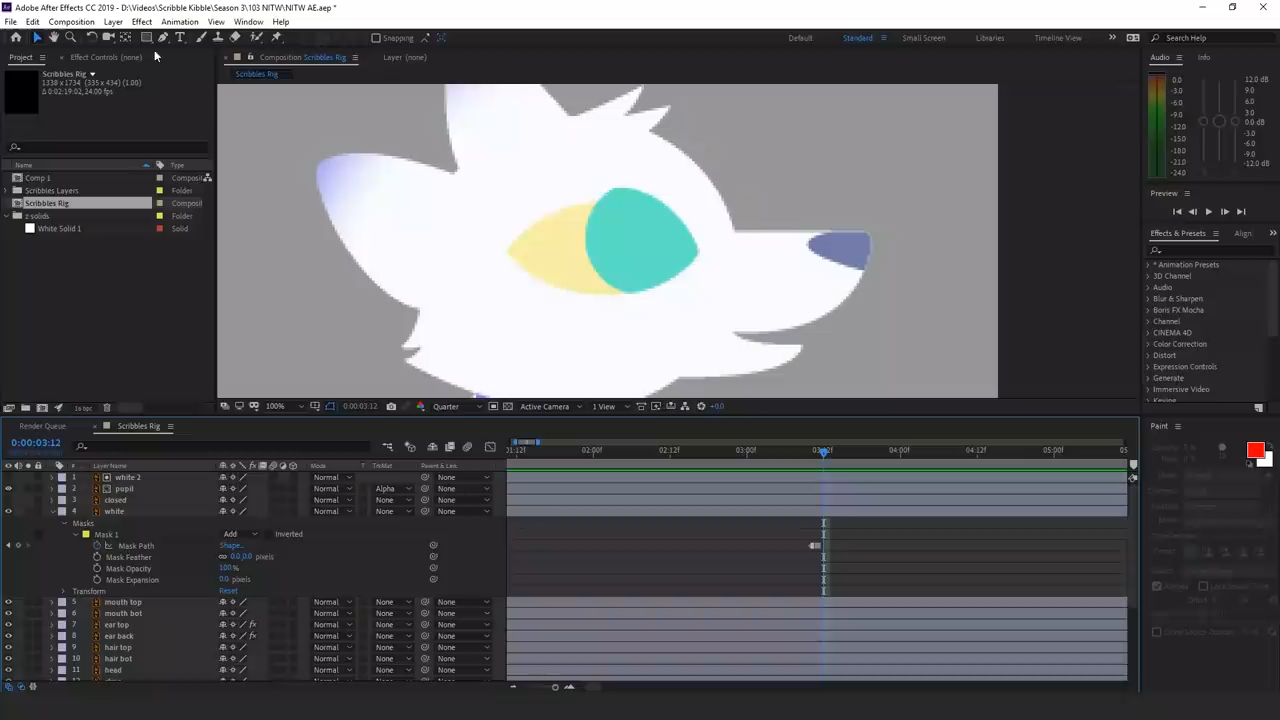 Adobe After Effects CC 2019 - D:\Videos\Scribble Kibble\Season 3\103 NITW\NITW AE.aep *
File Edit Composition Layer Effect Animation View Window Help
Snapping
Default Standard Small Screen Libraries Timeline View
Search Help
Project Effect Controls (none)
Composition Scribbles Rig Layer (none)
Audio Info
Scribbles Rig
1338 x 1734 (335 x 434) (1.00)
Δ 0:02:19:02, 24.00 fps
Scribbles Rig
0.0
-3.0
-6.0
-9.0
-12.0
-15.0
-18.0
-21.0
-24.0
12.0 dB
9.0
6.0
3.0
0.0 dB
-3.0
-6.0
-9.0
-12.0 dB
Name Type
Comp 1 Composi
Scribbles Layers Folder
Scribbles Rig Composi
z solids Folder
White Solid 1 Solid
Preview
Effects & Presets Align
* Animation Presets
3D Channel
Audio
Blur & Sharpen
Boris FX Mocha
Channel
CINEMA 4D
Color Correction
Distort
Expression Controls
Generate
Immersive Video
Keying
100% 0:00:03:12 Quarter Active Camera 1 View +0.0
Render Queue Scribbles Rig
Paint
0:00:03:12
# Layer Name Mode T TrkMat Parent & Link
02:00f 02:12f 03:00f 04:00f 04:12f 05:00f 05
1 white 2 Normal None
2 pupil Normal Alpha None
3 closed Normal None None
4 white Normal None None
Masks
Mask 1 Add Inverted
Mask Path Shape...
Mask Feather 0.0,0.0 pixels
Mask Opacity 100%
Mask Expansion 0.0 pixels
Transform Reset
5 mouth top Normal None None
6 mouth bot Normal None None
7 ear top Normal None None
8 ear back Normal None None
9 hair top Normal None None
10 hair bot Normal None None
11 head Normal None None